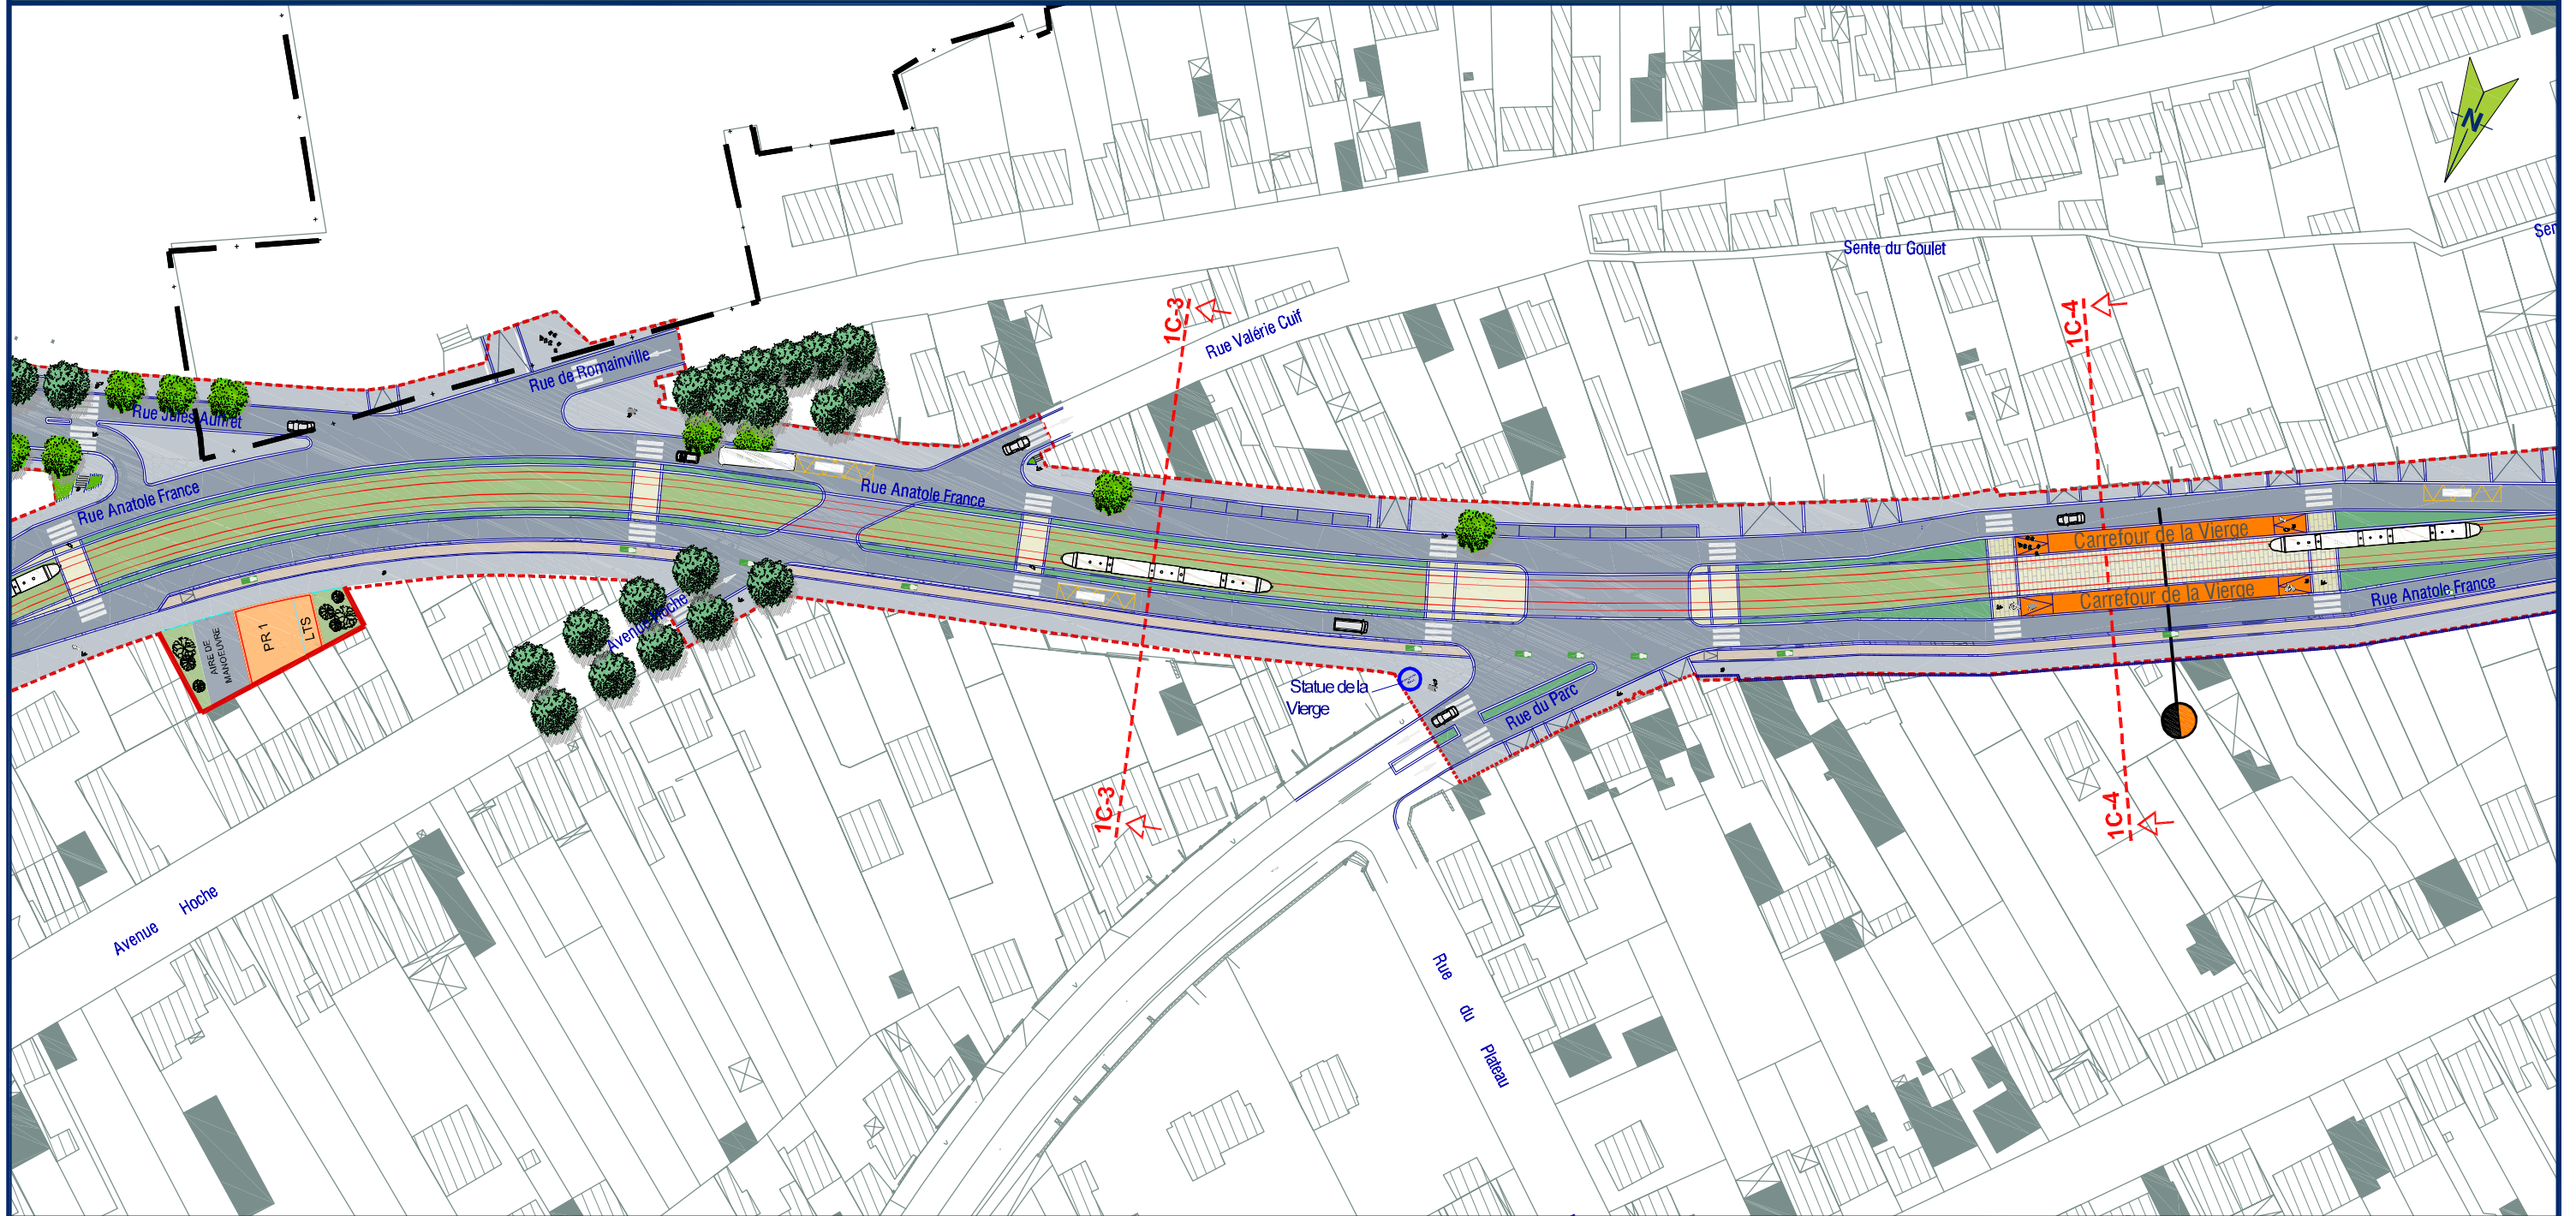 N
Sente du Goulet
Sen
1C-3
1C-4
Rue Valérie Cuif
Rue de Romainville
Rue Jules Auffret
Rue Anatole France
Rue Anatole France
Carrefour de la Vierge
Carrefour de la Vierge
Rue Anatole France
AIRE DE
MANOEUVRE
PR 1
LTS
Avenue Hoche
Statue de la
Vierge
Rue du Parc
1C-3
1C-4
Avenue Hoche
Rue du Plateau